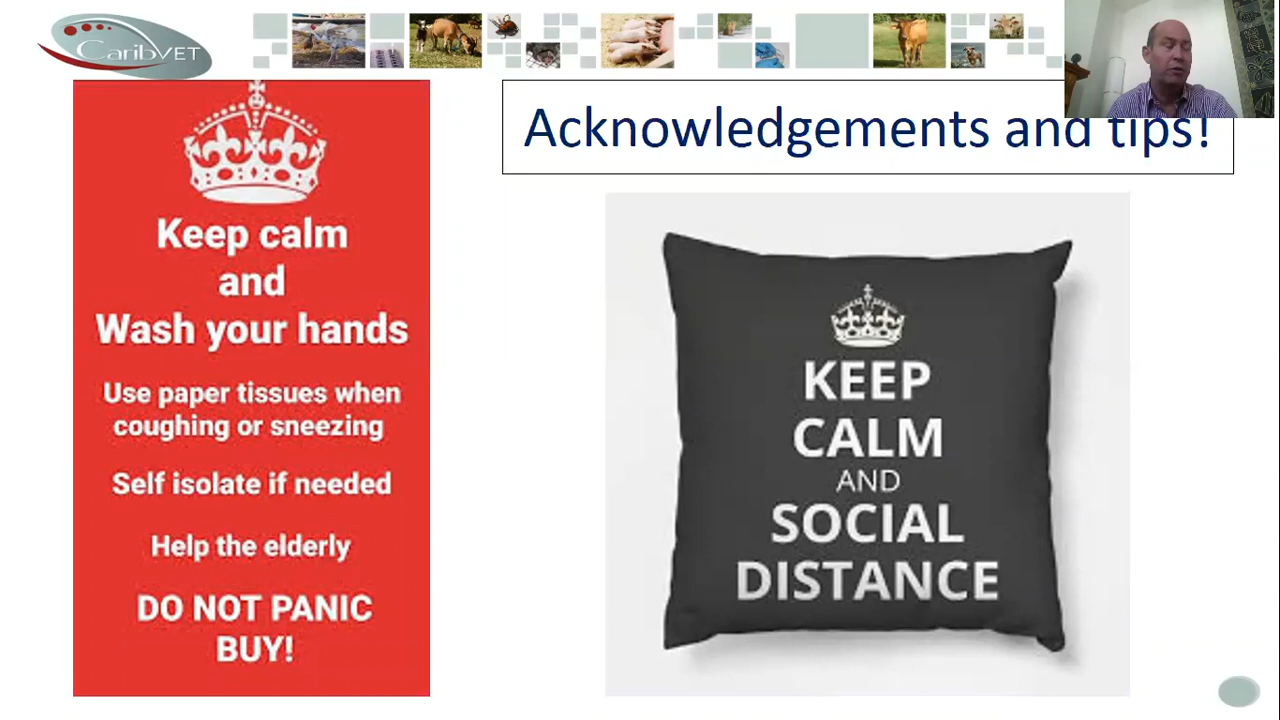 CaribVET
Acknowledgements and tips!
Keep calm
and
Wash your hands
Use paper tissues when
coughing or sneezing
Self isolate if needed
Help the elderly
DO NOT PANIC
BUY!
KEEP
CALM
AND
SOCIAL
DISTANCE